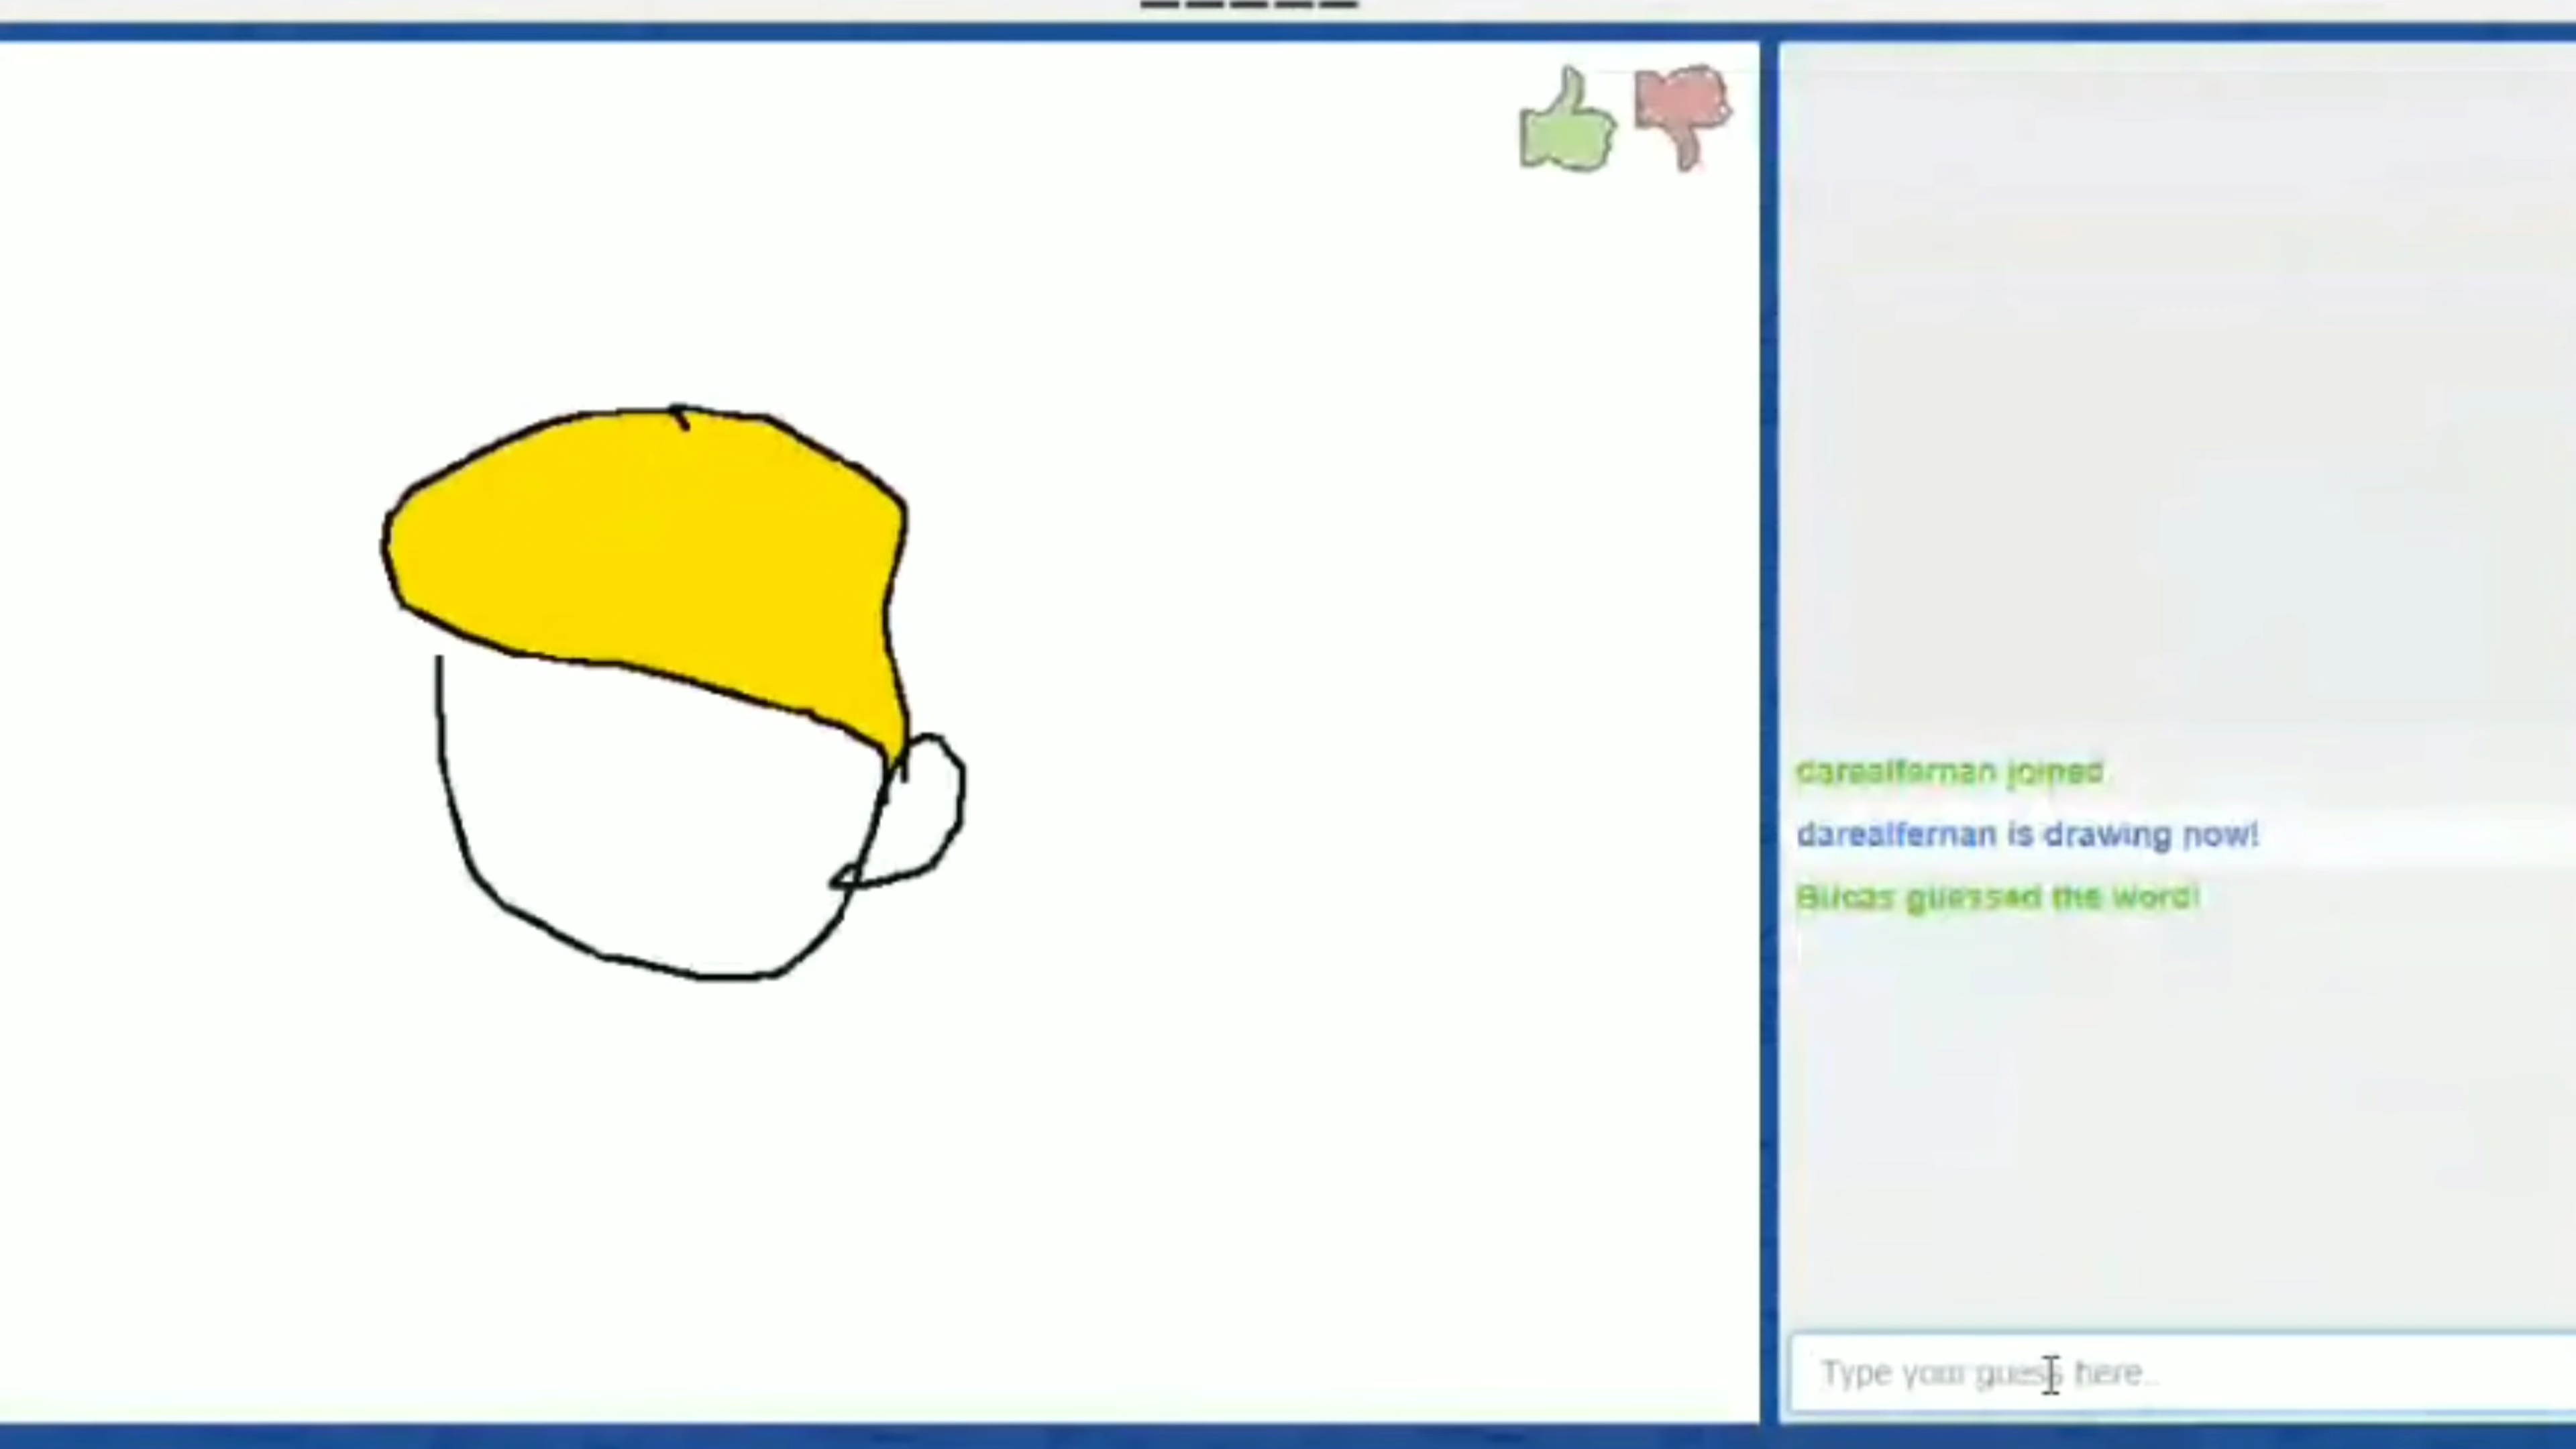 _ _ _ _ _
darealfernan joined.
darealfernan is drawing now!
guessed the word!
Type your guess here...